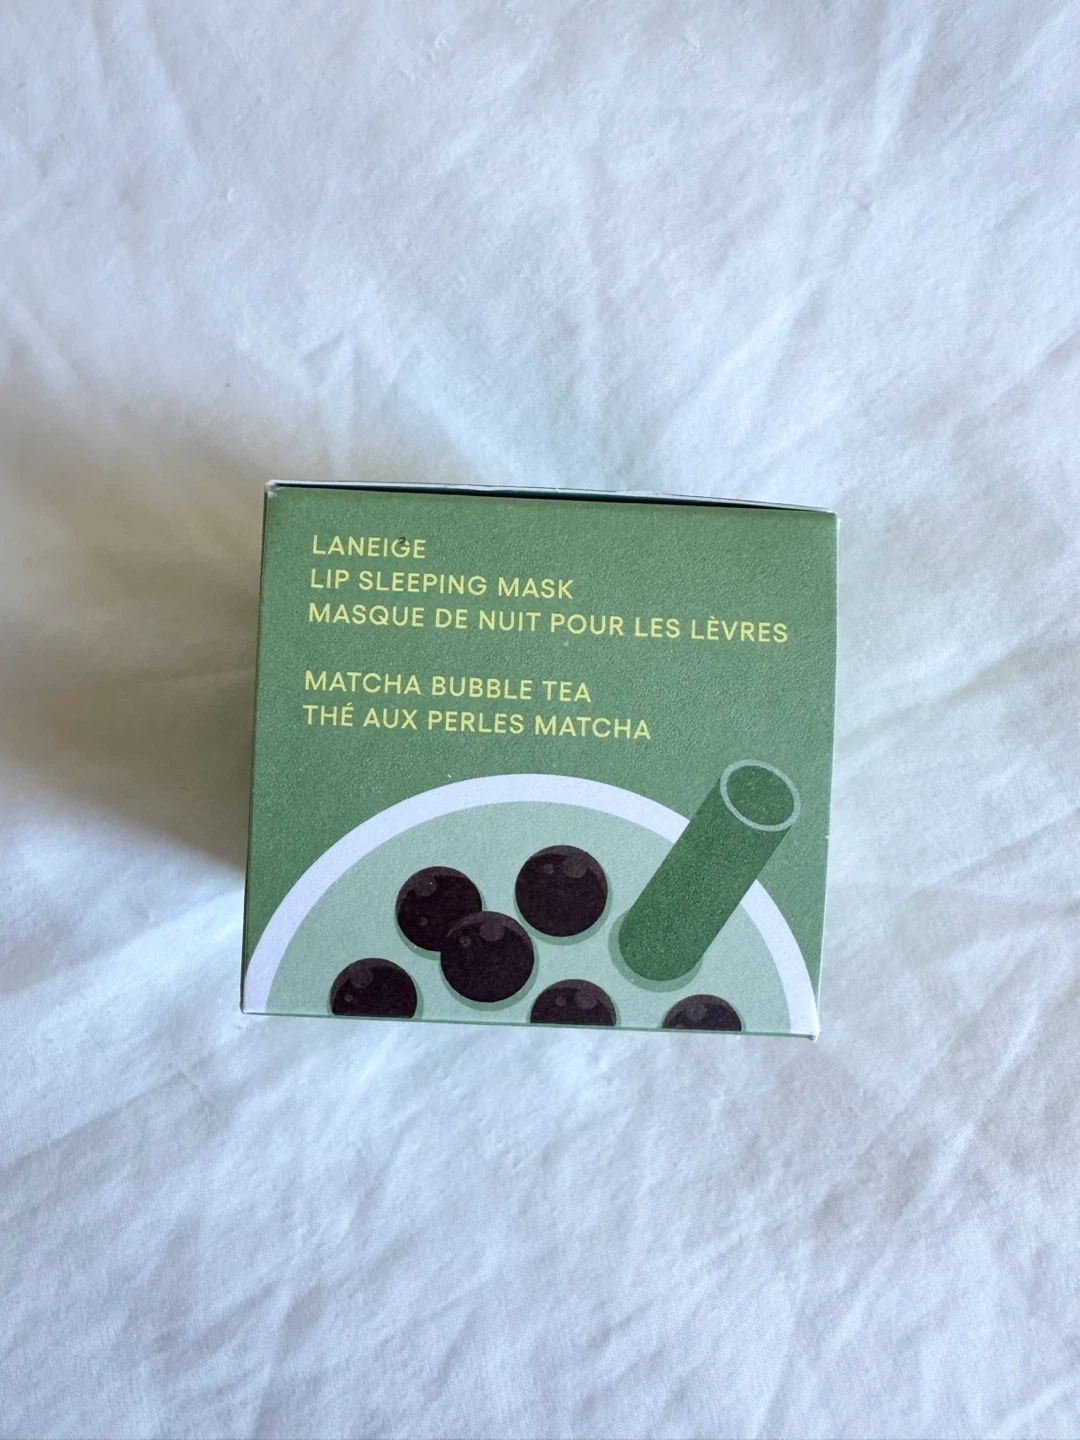 LANEIGE
LIP SLEEPING MASK
MASQUE DE NUIT POUR LES LÈVRES
MATCHA BUBBLE TEA
THÉ AUX PERLES MATCHA